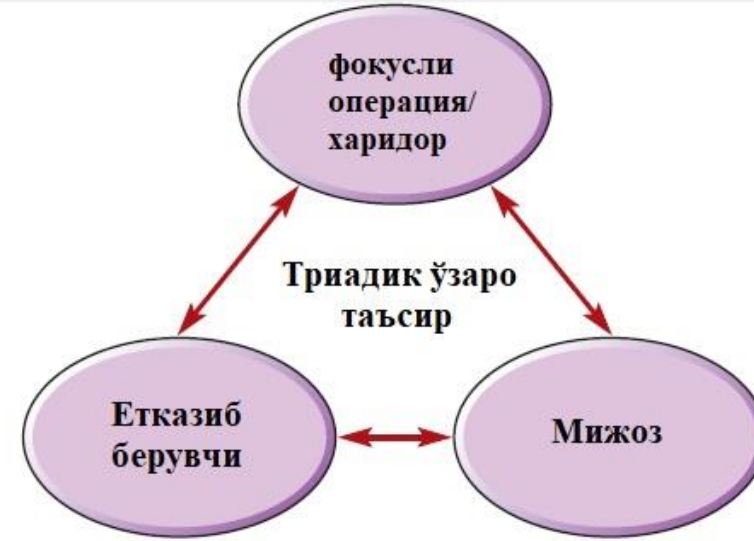 фокусли
операция/
харидор
Триадик ўзаро
таъсир
Етказиб
берувчи
Мижоз